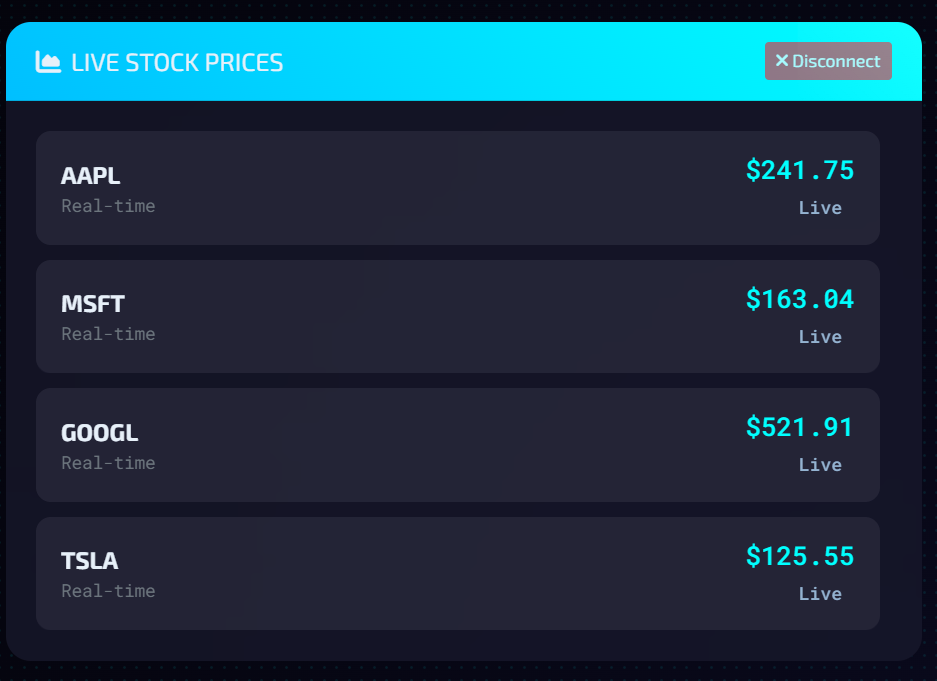 LIVE STOCK PRICES
Disconnect
AAPL
$241.75
Real-time
Live
MSFT
$163.04
Real-time
Live
GOOGL
$521.91
Real-time
Live
TSLA
$125.55
Real-time
Live